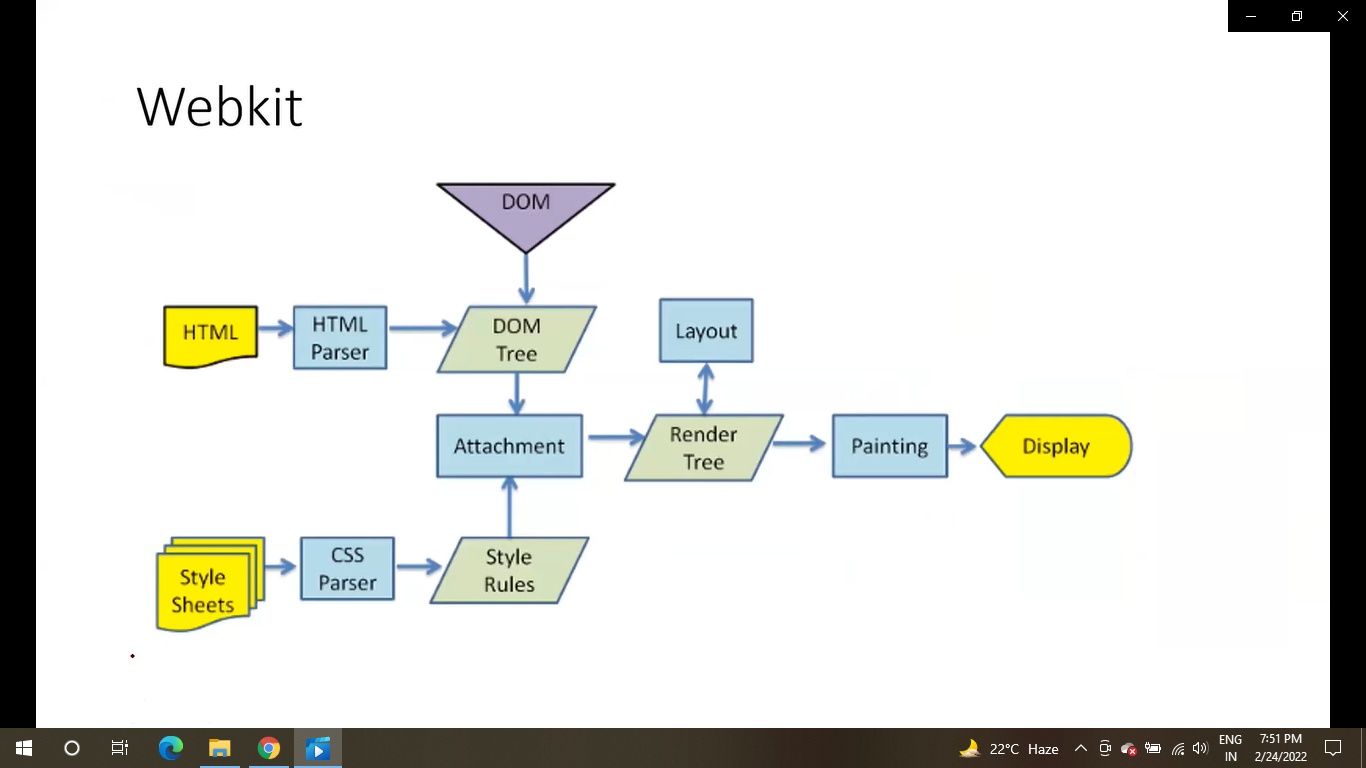 Webkit
DOM
HTML
HTML
Parser
DOM
Tree
Layout
Attachment
Render
Tree
Painting
Display
Style
Sheets
CSS
Parser
Style
Rules
22°C Haze
ENG
IN
7:51 PM
2/24/2022